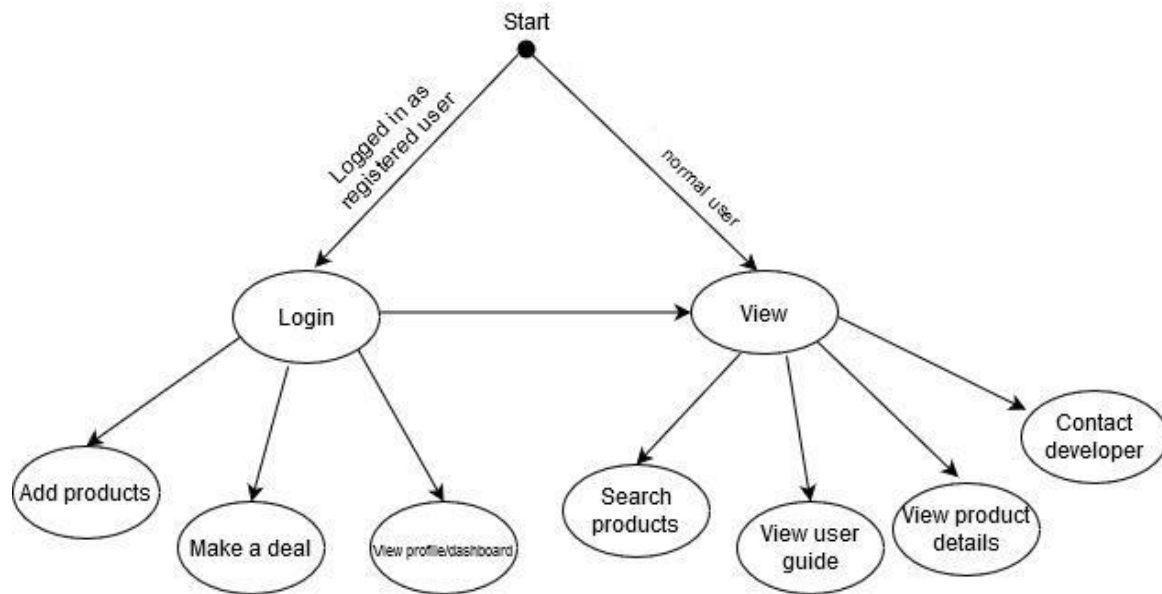 Start
Logged in as
registered user
normal user
Login
View
Add products
Make a deal
View profile/dashboard
Search
products
View user
guide
View product
details
Contact
developer